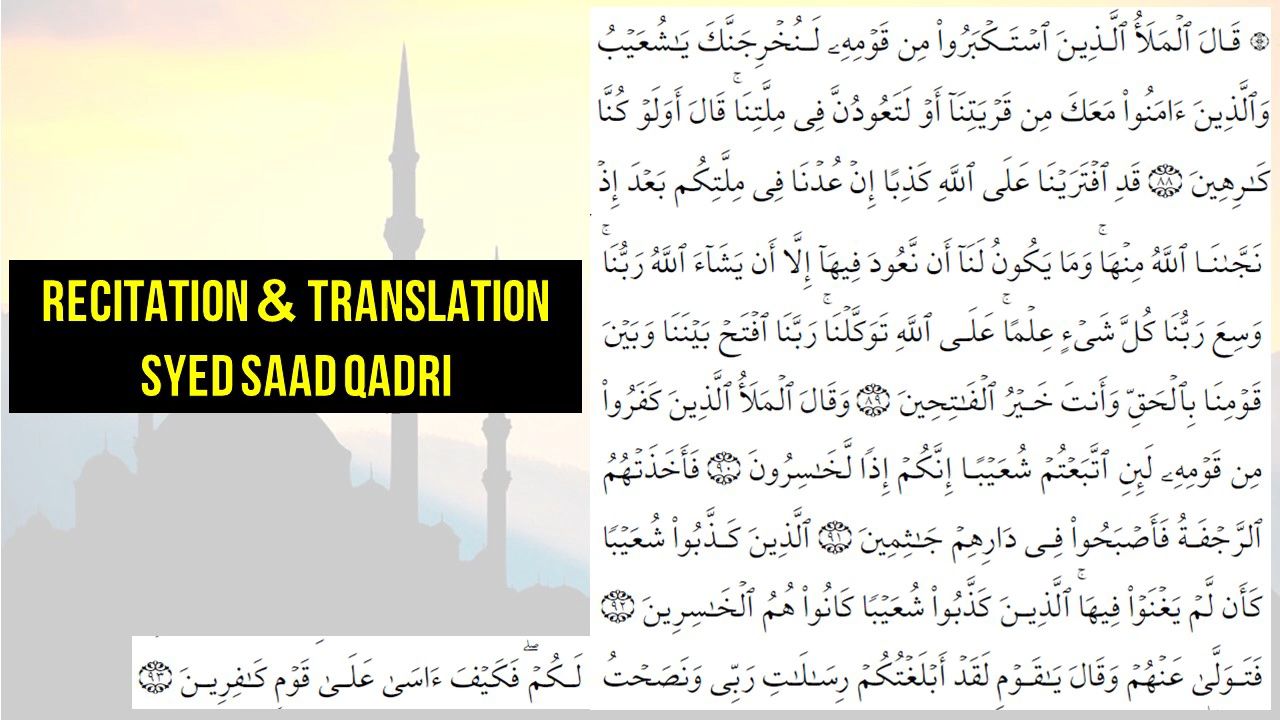 RECITATION & TRANSLATION
SYED SAAD QADRI
۞ قَالَ ٱلْمَلَأُ ٱلَّذِينَ ٱسْتَكْبَرُوا۟ مِن قَوْمِهِۦ لَنُخْرِجَنَّكَ يَـٰشُعَيْبُ
وَٱلَّذِينَ ءَامَنُوا۟ مَعَكَ مِن قَرْيَتِنَآ أَوْ لَتَعُودُنَّ فِى مِلَّتِنَا ۚ قَالَ أَوَلَوْ كُنَّا
كَـٰرِهِينَ ٨٨ قَدِ ٱفْتَرَيْنَا عَلَى ٱللَّهِ كَذِبًا إِنْ عُدْنَا فِى مِلَّتِكُم بَعْدَ إِذْ
نَجَّىٰنَا ٱللَّهُ مِنْهَا ۚ وَمَا يَكُونُ لَنَآ أَن نَّعُودَ فِيهَآ إِلَّآ أَن يَشَآءَ ٱللَّهُ رَبُّنَا ۚ
وَسِعَ رَبُّنَا كُلَّ شَىْءٍ عِلْمًا ۚ عَلَى ٱللَّهِ تَوَكَّلْنَا ۚ رَبَّنَا ٱفْتَحْ بَيْنَنَا وَبَيْنَ
قَوْمِنَا بِٱلْحَقِّ وَأَنتَ خَيْرُ ٱلْفَـٰتِحِينَ ٨٩ وَقَالَ ٱلْمَلَأُ ٱلَّذِينَ كَفَرُوا۟
مِن قَوْمِهِۦ لَئِنِ ٱتَّبَعْتُمْ شُعَيْبًا إِنَّكُمْ إِذًا لَّخَـٰسِرُونَ ٩٠ فَأَخَذَتْهُمُ
ٱلرَّجْفَةُ فَأَصْبَحُوا۟ فِى دَارِهِمْ جَـٰثِمِينَ ٩١ ٱلَّذِينَ كَذَّبُوا۟ شُعَيْبًا
كَأَن لَّمْ يَغْنَوْا۟ فِيهَا ۚ ٱلَّذِينَ كَذَّبُوا۟ شُعَيْبًا كَانُوا۟ هُمُ ٱلْخَـٰسِرِينَ ٩٢
فَتَوَلَّىٰ عَنْهُمْ وَقَالَ يَـٰقَوْمِ لَقَدْ أَبْلَغْتُكُمْ رِسَـٰلَـٰتِ رَبِّى وَنَصَحْتُ
لَكُمْ ۖ فَكَيْفَ ءَاسَىٰ عَلَىٰ قَوْمٍ كَـٰفِرِينَ ٩٣